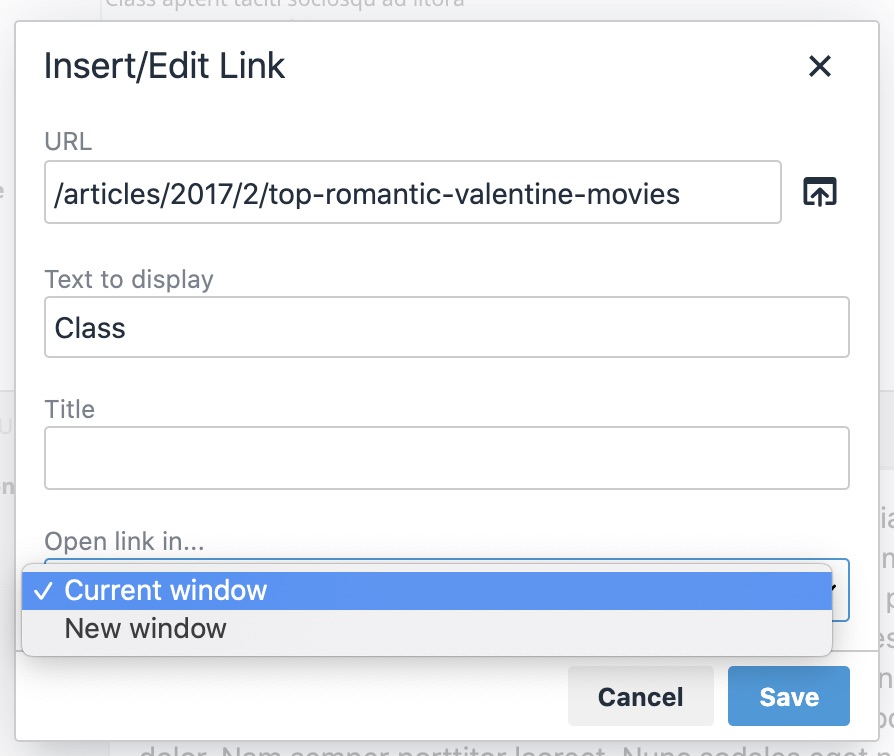 Class aptent taciti sociosqu ad litora
Insert/Edit Link
URL
/articles/2017/2/top-romantic-valentine-movies
Text to display
Class
Title
Open link in...
✓ Current window
New window
Cancel
Save
dolor. Nam semper porttitor laoreet. Nunc sodales eget